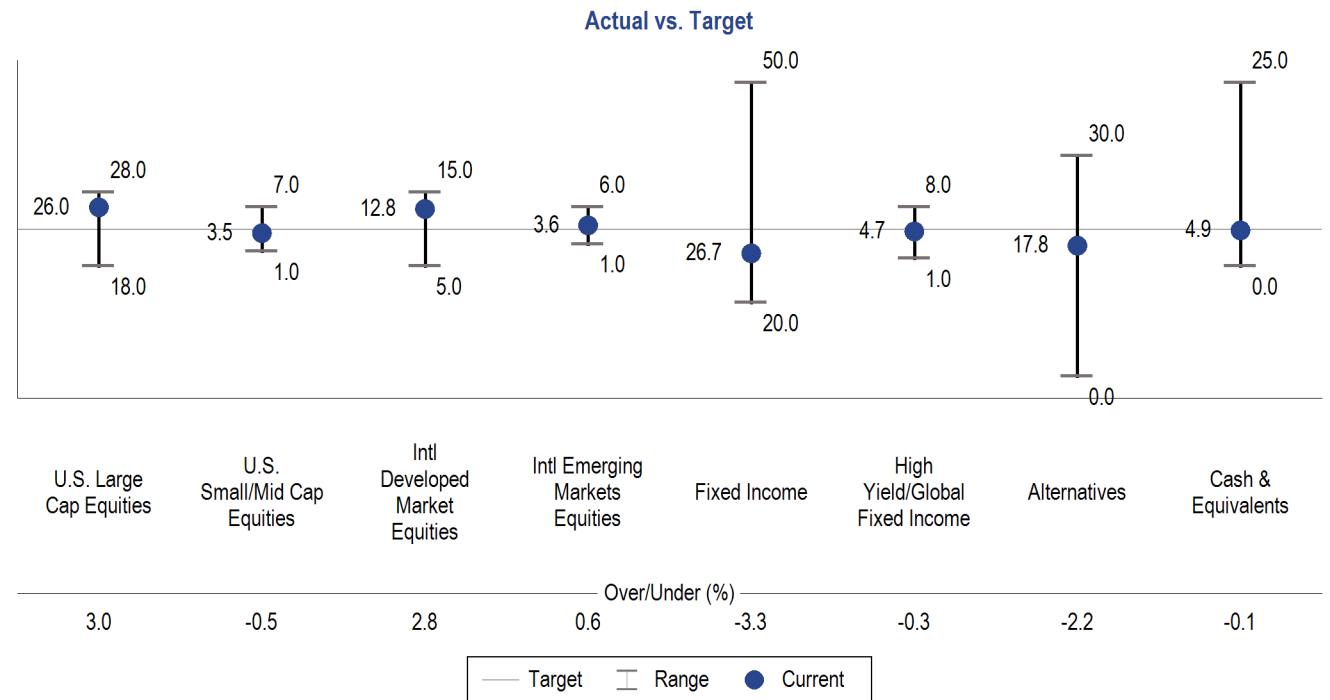 Actual vs. Target
50.0
25.0
30.0
28.0
15.0
7.0
6.0
8.0
26.0
12.8
3.5
3.6
4.7
4.9
26.7
17.8
18.0
1.0
5.0
1.0
20.0
1.0
0.0
0.0
U.S. Large
Cap Equities
U.S.
Small/Mid Cap
Equities
Intl
Developed
Market
Equities
Intl Emerging
Markets
Equities
Fixed Income
High
Yield/Global
Fixed Income
Alternatives
Cash &
Equivalents
Over/Under (%)
3.0 -0.5 2.8 0.6 -3.3 -0.3 -2.2 -0.1
Target Range Current